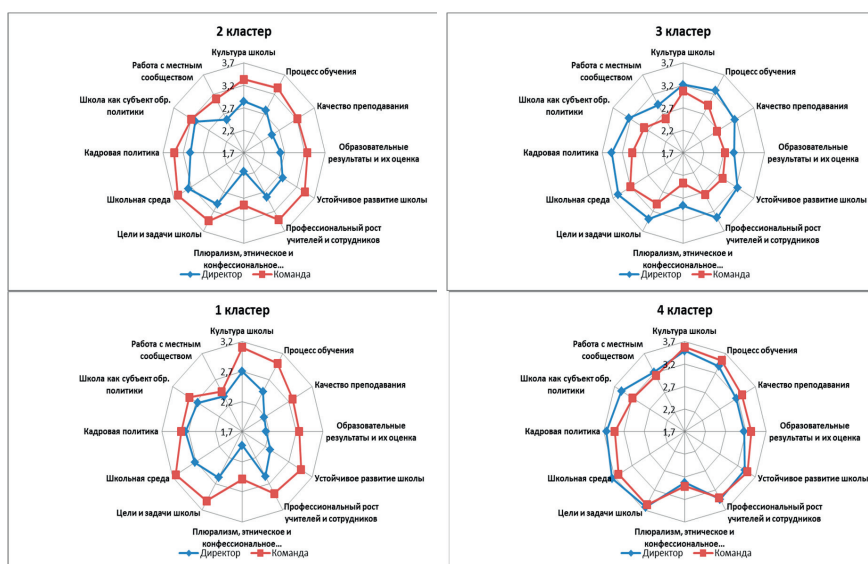 2 кластер
Культура школы
3,7
3,2
2,7
2,2
1,7
Процесс обучения
Качество преподавания
Образовательные
результаты и их оценка
Устойчивое развитие школы
Профессиональный рост
учителей и сотрудников
Плюрализм, этническое и
конфессиональное...
Цели и задачи школы
Школьная среда
Кадровая политика
Школа как субъект обр.
политики
Работа с местным
сообществом
Директор
Команда
3 кластер
Культура школы
3,7
3,2
2,7
2,2
1,7
Процесс обучения
Качество преподавания
Образовательные
результаты и их оценка
Устойчивое развитие школы
Профессиональный рост
учителей и сотрудников
Плюрализм, этническое и
конфессиональное...
Цели и задачи школы
Школьная среда
Кадровая политика
Школа как субъект обр.
политики
Работа с местным
сообществом
Директор
Команда
1 кластер
Культура школы
3,2
2,7
2,2
1,7
Процесс обучения
Качество преподавания
Образовательные
результаты и их оценка
Устойчивое развитие школы
Профессиональный рост
учителей и сотрудников
Плюрализм, этническое и
конфессиональное...
Цели и задачи школы
Школьная среда
Кадровая политика
Школа как субъект обр.
политики
Работа с местным
сообществом
Директор
Команда
4 кластер
Культура школы
3,7
3,2
2,7
2,2
1,7
Процесс обучения
Качество преподавания
Образовательные
результаты и их оценка
Устойчивое развитие школы
Профессиональный рост
учителей и сотрудников
Плюрализм, этническое и
конфессиональное...
Цели и задачи школы
Школьная среда
Кадровая политика
Школа как субъект обр.
политики
Работа с местным
сообществом
Директор
Команда